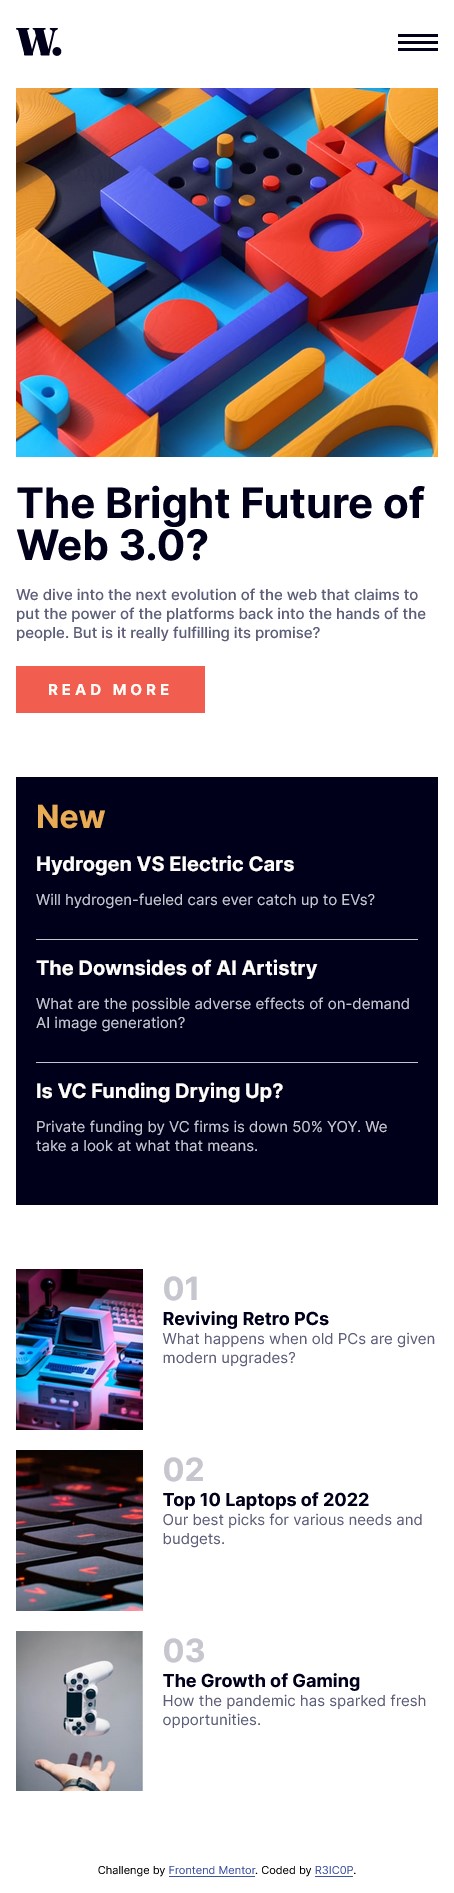 W.
The Bright Future of
Web 3.0?
We dive into the next evolution of the web that claims to
put the power of the platforms back into the hands of the
people. But is it really fulfilling its promise?
READ MORE
New
Hydrogen VS Electric Cars
Will hydrogen-fueled cars ever catch up to EVs?
The Downsides of AI Artistry
What are the possible adverse effects of on-demand
AI image generation?
Is VC Funding Drying Up?
Private funding by VC firms is down 50% YOY. We
take a look at what that means.
01
Reviving Retro PCs
What happens when old PCs are given
modern upgrades?
02
Top 10 Laptops of 2022
Our best picks for various needs and
budgets.
03
The Growth of Gaming
How the pandemic has sparked fresh
opportunities.
Challenge by Frontend Mentor. Coded by R3IC0P.